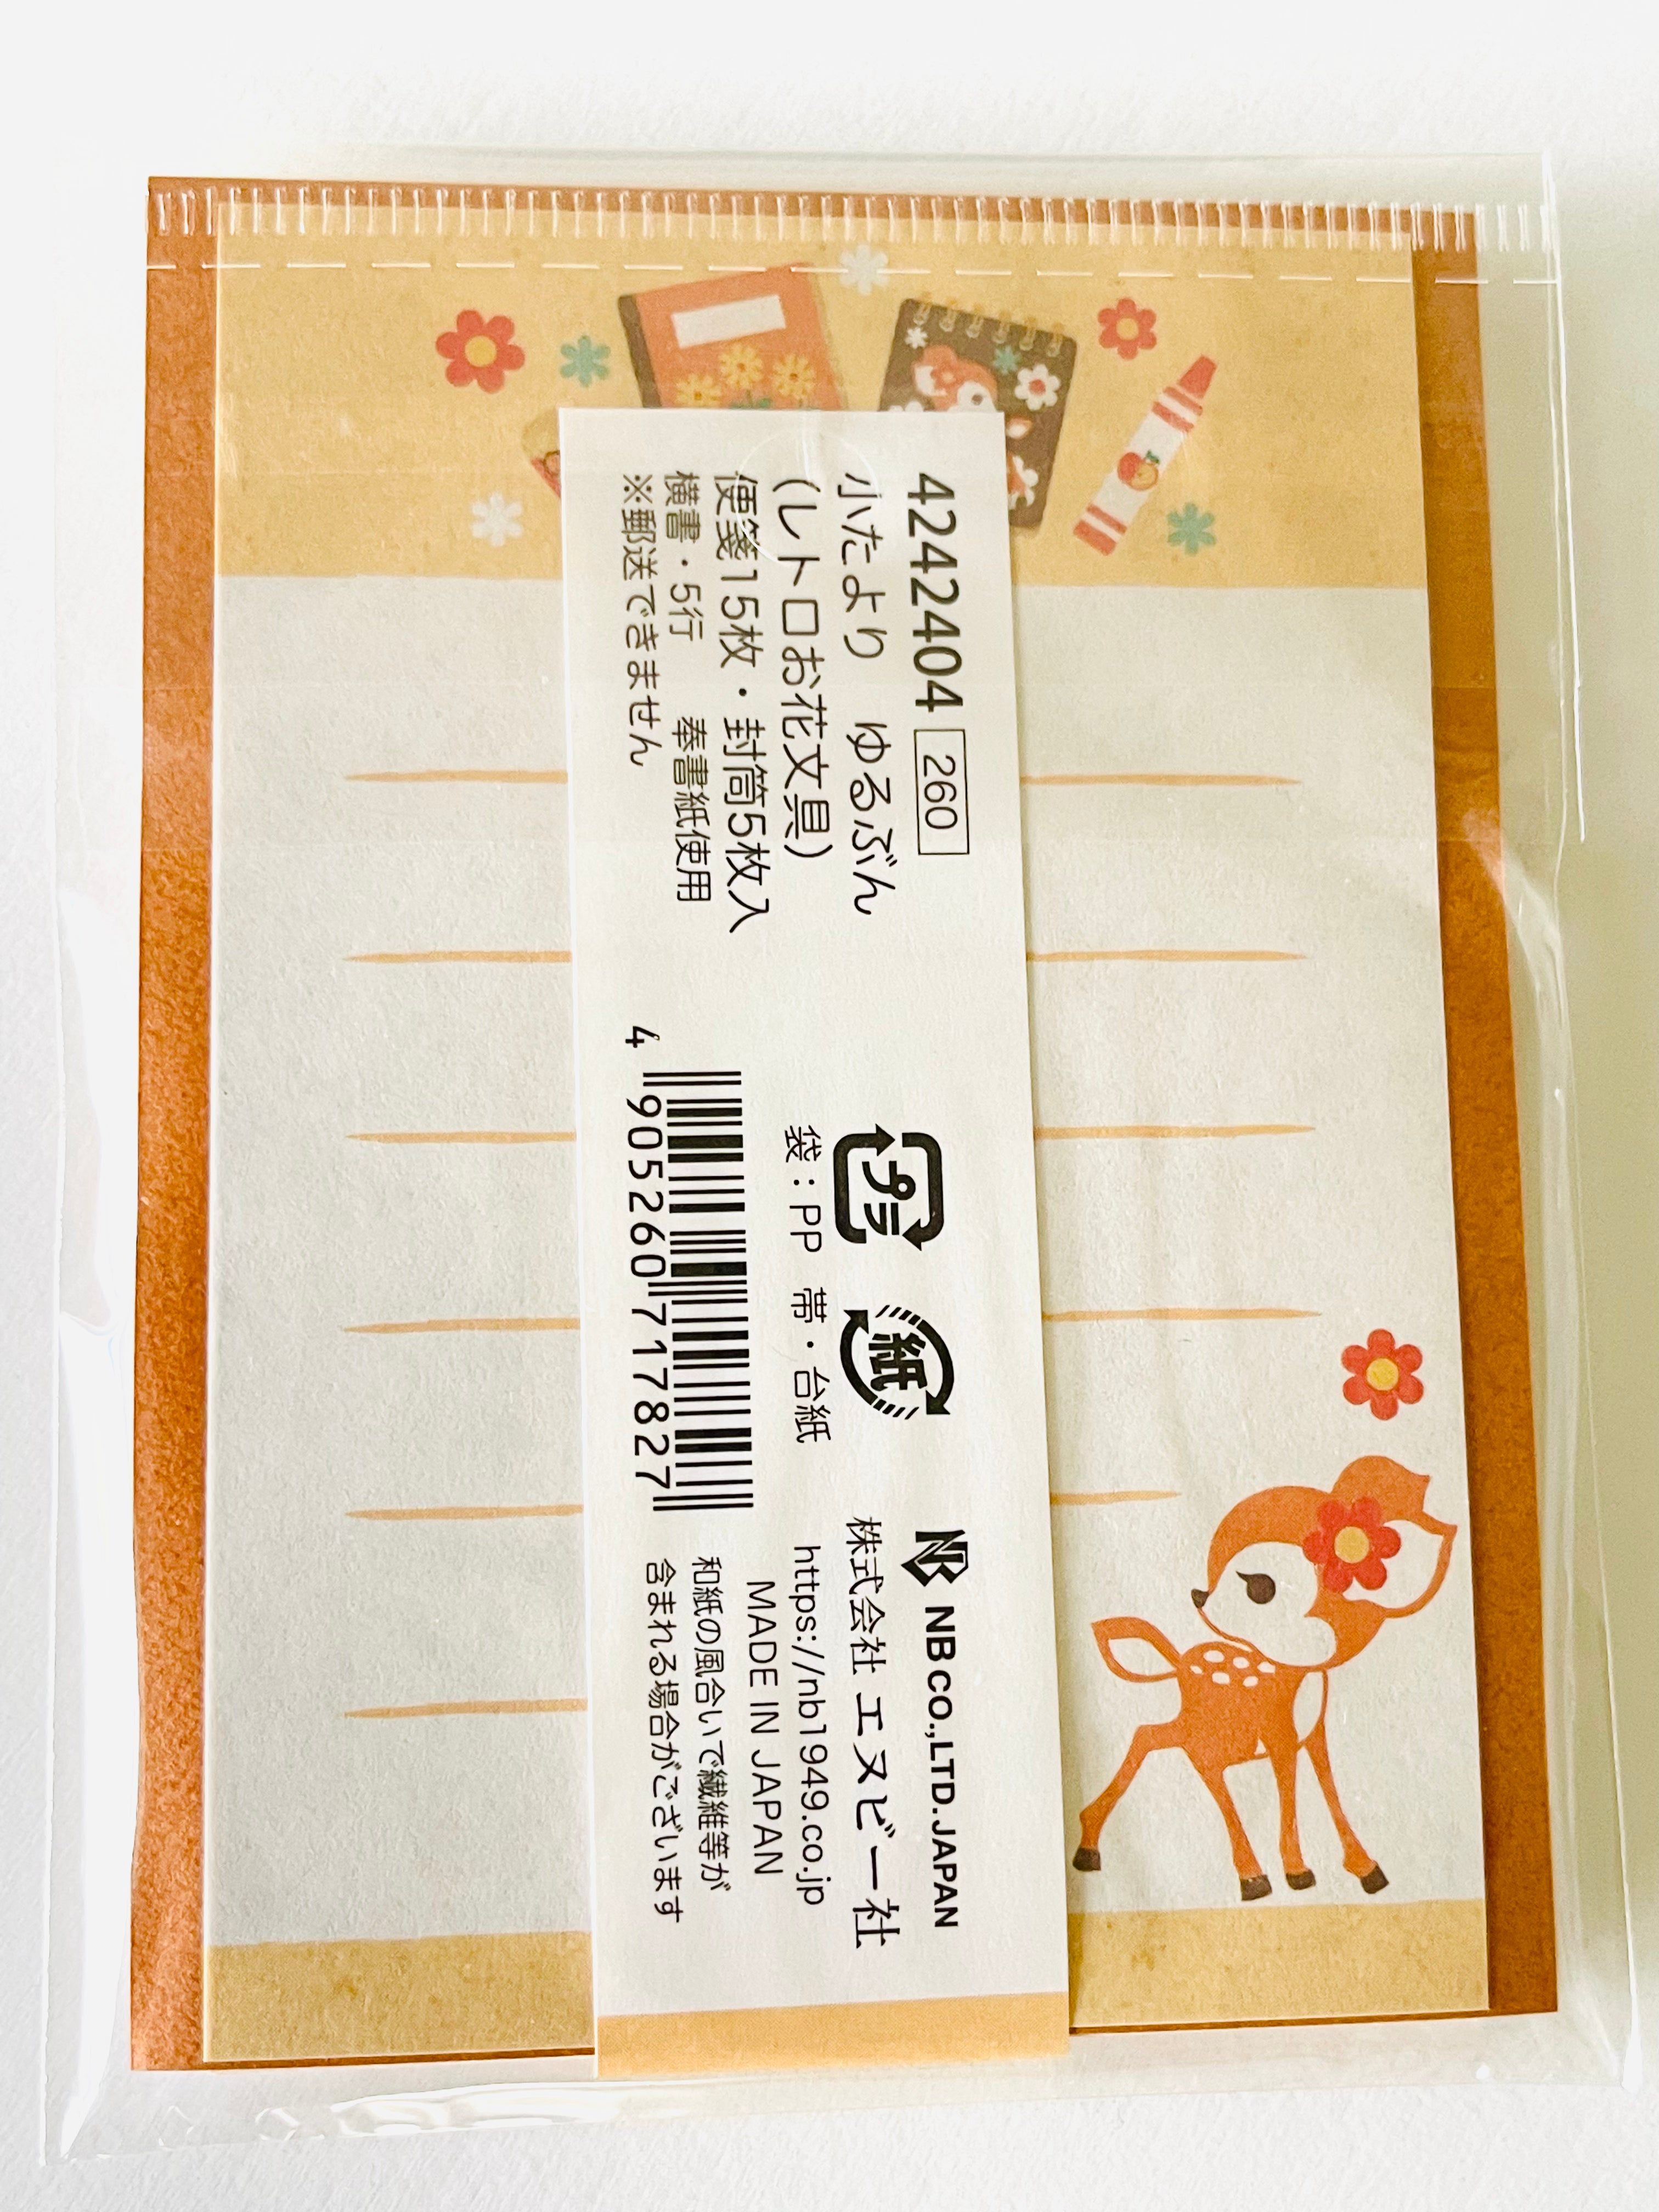 42424404 260
小たより ゆるぶん
(レトロお花文具)
便箋15枚・封筒5枚入
横書・5行 奉書紙使用
※郵送できません
プラ 紙
袋:PP 帯・台紙
4 905260 717827
NB CO.,LTD.JAPAN
株式会社 エヌビー社
https://nb1949.co.jp
MADE IN JAPAN
和紙の風合いで繊維等が
含まれる場合がございます